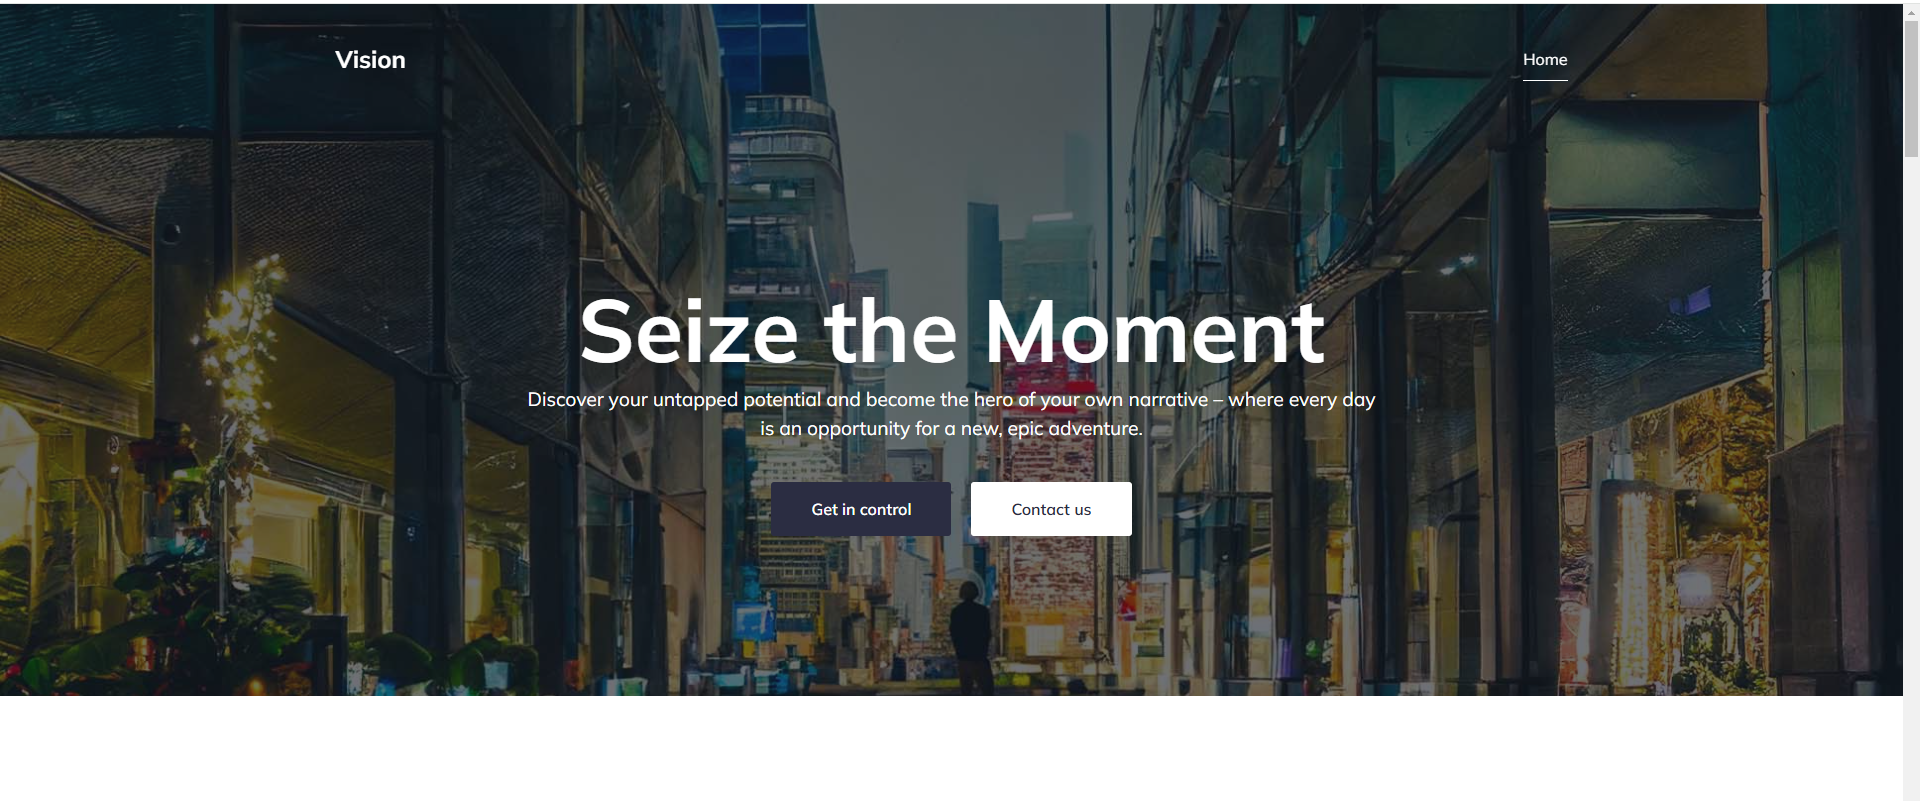 Vision
Home
Seize the Moment
Discover your untapped potential and become the hero of your own narrative – where every day
is an opportunity for a new, epic adventure.
Get in control
Contact us